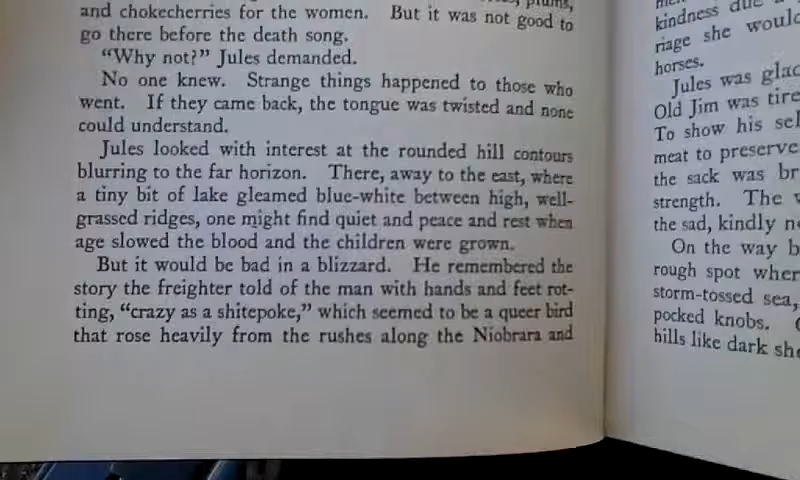 plums,
and chokecherries for the women. But it was not good to
go there before the death song.
“Why not?” Jules demanded.
No one knew. Strange things happened to those who
went. If they came back, the tongue was twisted and none
could understand.
Jules looked with interest at the rounded hill contours
blurring to the far horizon. There, away to the east, where
a tiny bit of lake gleamed blue-white between high, well-
grassed ridges, one might find quiet and peace and rest when
age slowed the blood and the children were grown.
But it would be bad in a blizzard. He remembered the
story the freighter told of the man with hands and feet rot-
ting, “crazy as a shitepoke,” which seemed to be a queer bird
that rose heavily from the rushes along the Niobrara and
kindness due a
riage she would
horses.
Jules was glad
Old Jim was tire
To show his sel
meat to preserve
the sack was br
strength. The
the sad, kindly n
On the way b
rough spot wher
storm-tossed sea,
pocked knobs.
hills like dark she